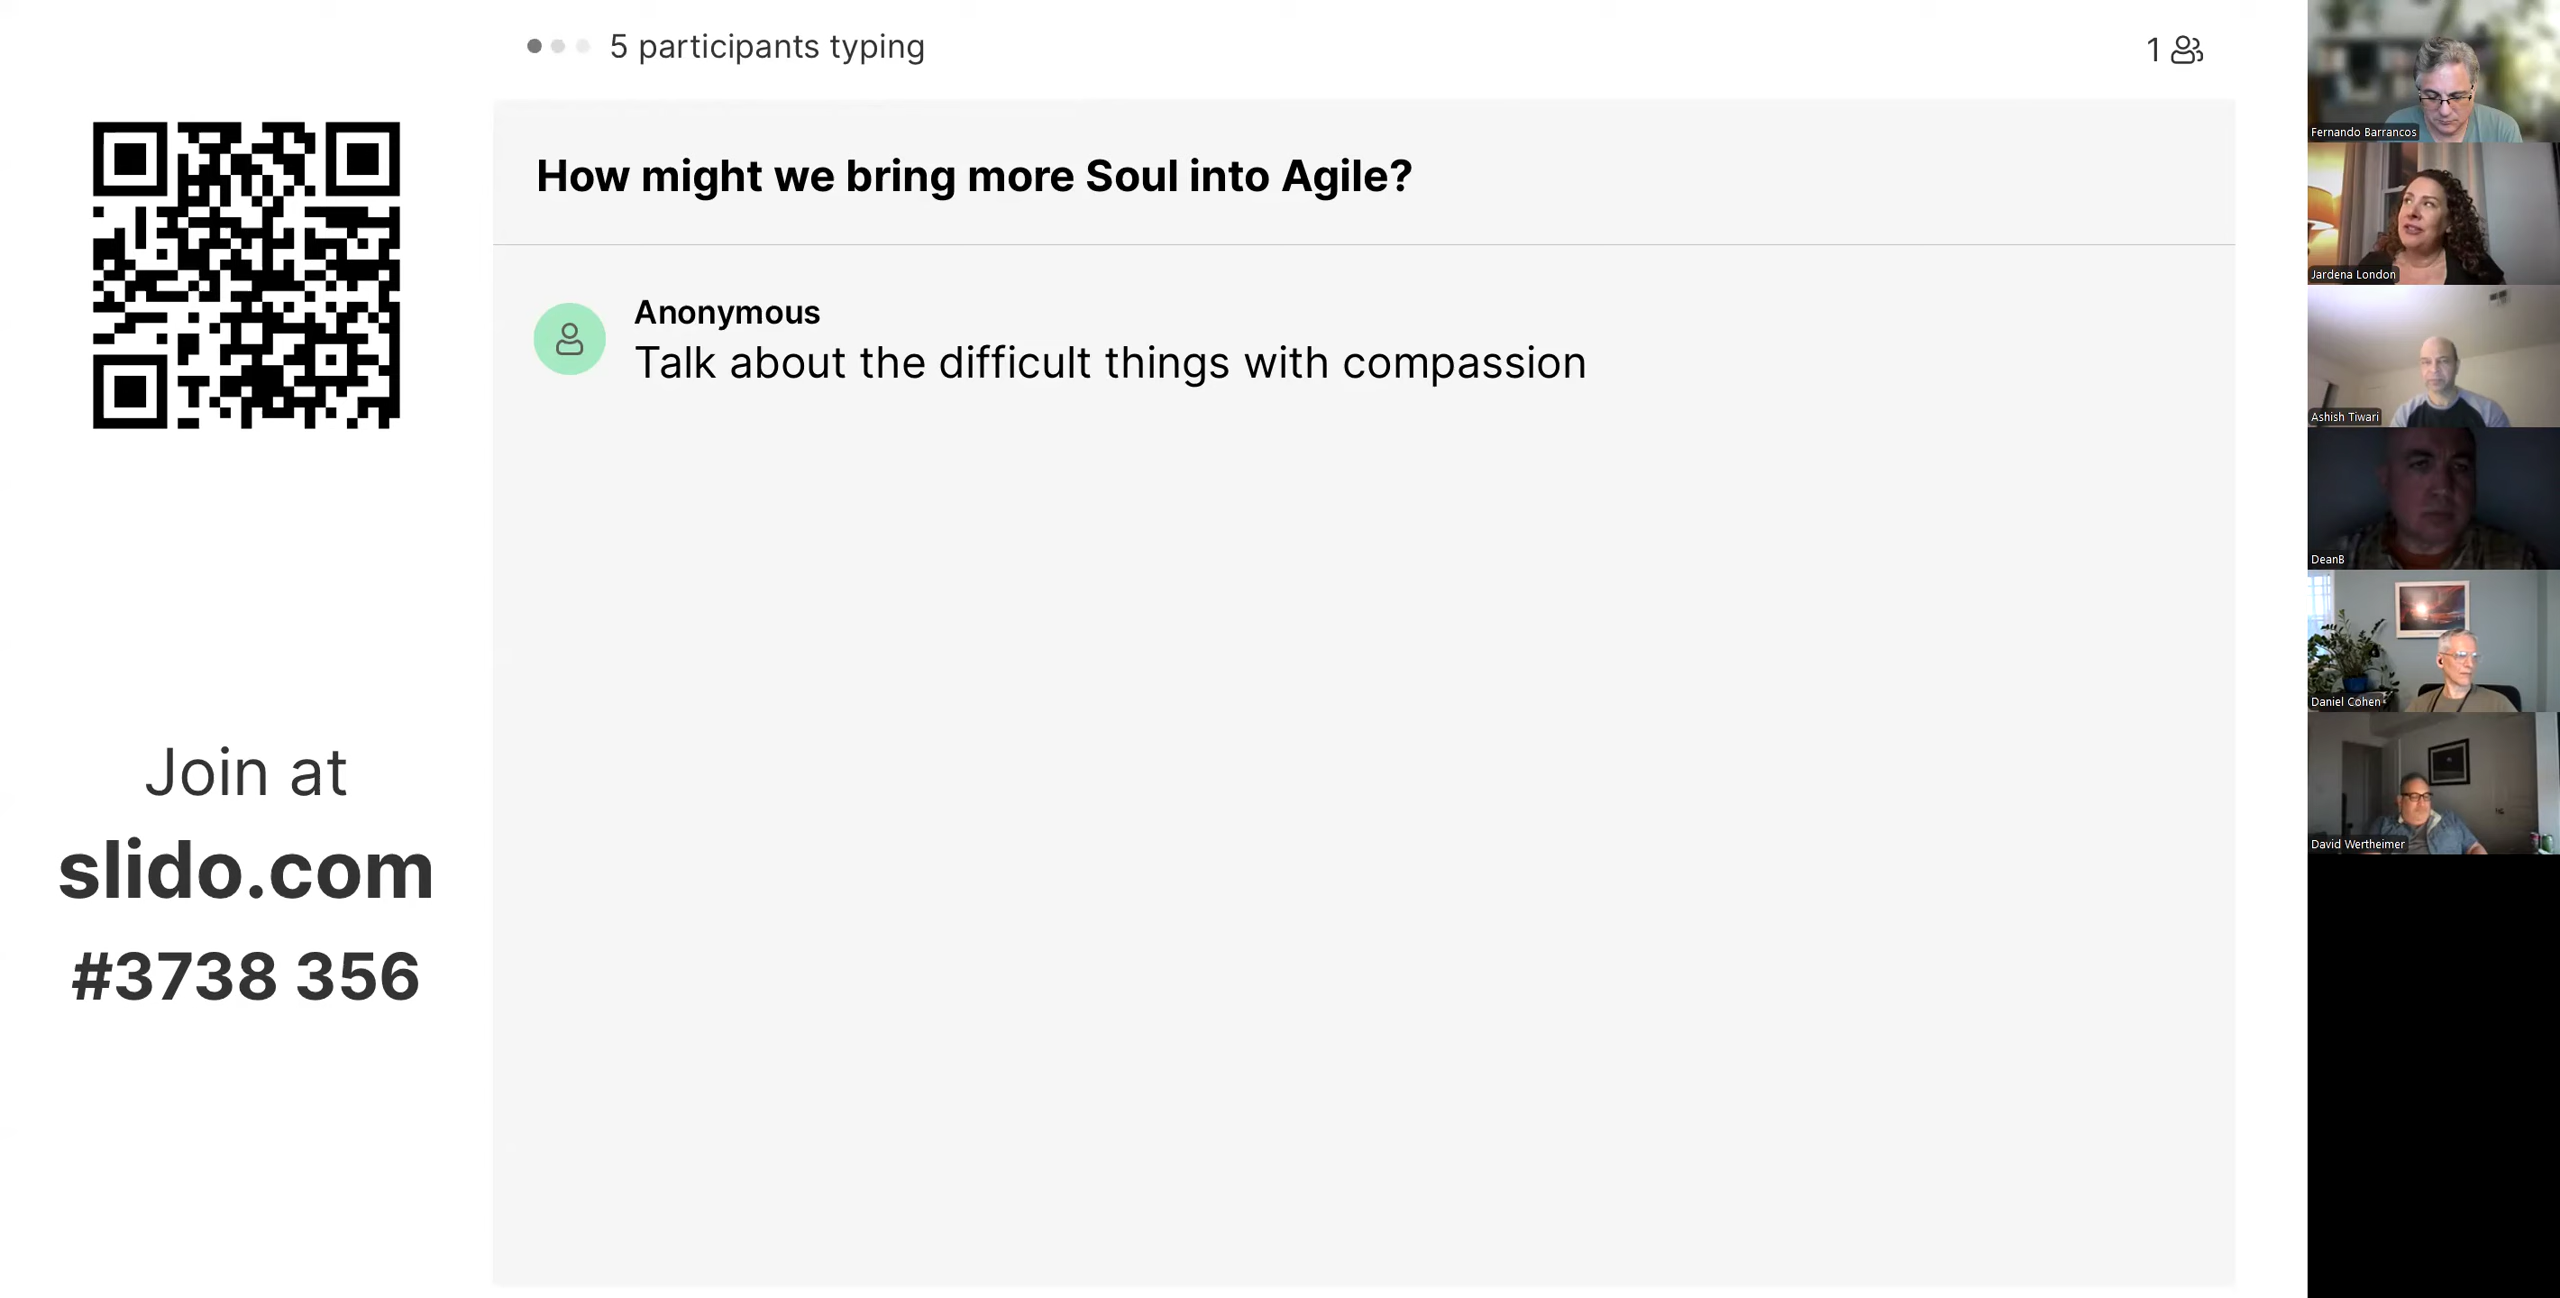 5 participants typing
1
How might we bring more Soul into Agile?
Anonymous
Talk about the difficult things with compassion
Join at
slido.com
#3738 356
Fernando Barrancos
Jardena London
Ashish Tiwari
DeanB
Daniel Cohen
David Wertheimer